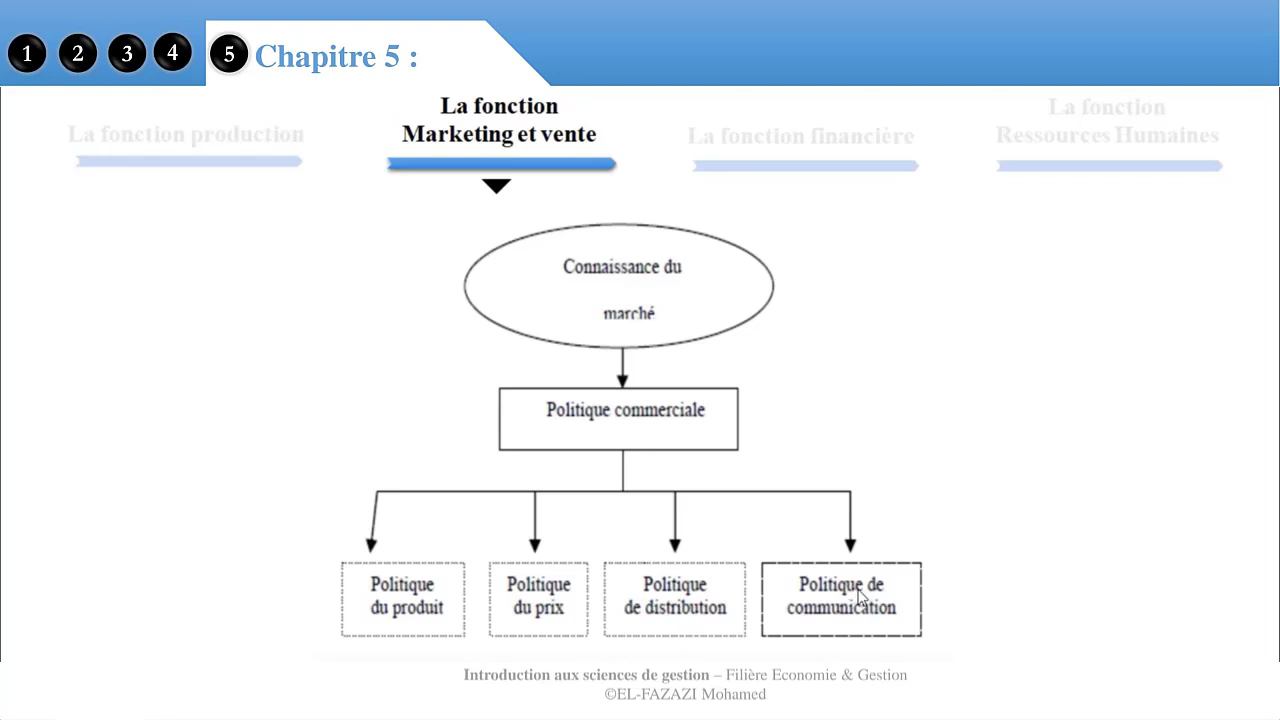 1 2 3 4 5 Chapitre 5 :
La fonction production
La fonction
Marketing et vente
La fonction financière
La fonction
Ressources Humaines
Connaissance du
marché
Politique commerciale
Politique
du produit
Politique
du prix
Politique
de distribution
Politique de
communication
Introduction aux sciences de gestion – Filière Economie & Gestion
©EL-FAZAZI Mohamed